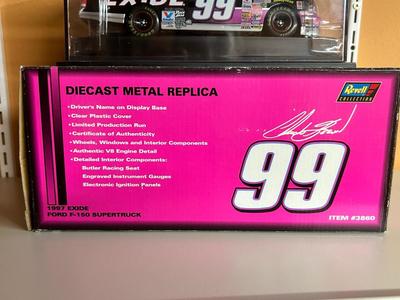 EXIDE 99
DIECAST METAL REPLICA
•Driver's Name on Display Base
•Clear Plastic Cover
•Limited Production Run
•Certificate of Authenticity
•Wheels, Windows and Interior Components
•Authentic V8 Engine Detail
•Detailed Interior Components:
Butler Racing Seat
Engraved Instrument Gauges
Electronic Ignition Panels
Revell
COLLECTION
99
1997 EXIDE
FORD F-150 SUPERTRUCK
ITEM #3860